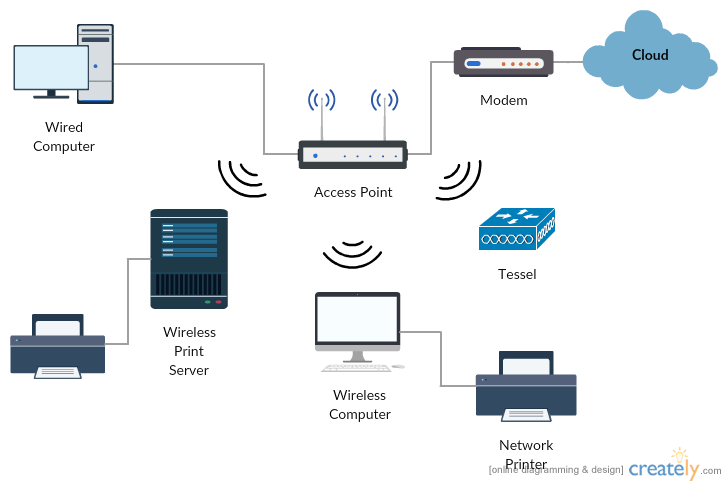 Cloud
Modem
Wired
Computer
Access Point
Tessel
Wireless
Print
Server
Wireless
Computer
Network
Printer
[online diagramming & design] creately.com